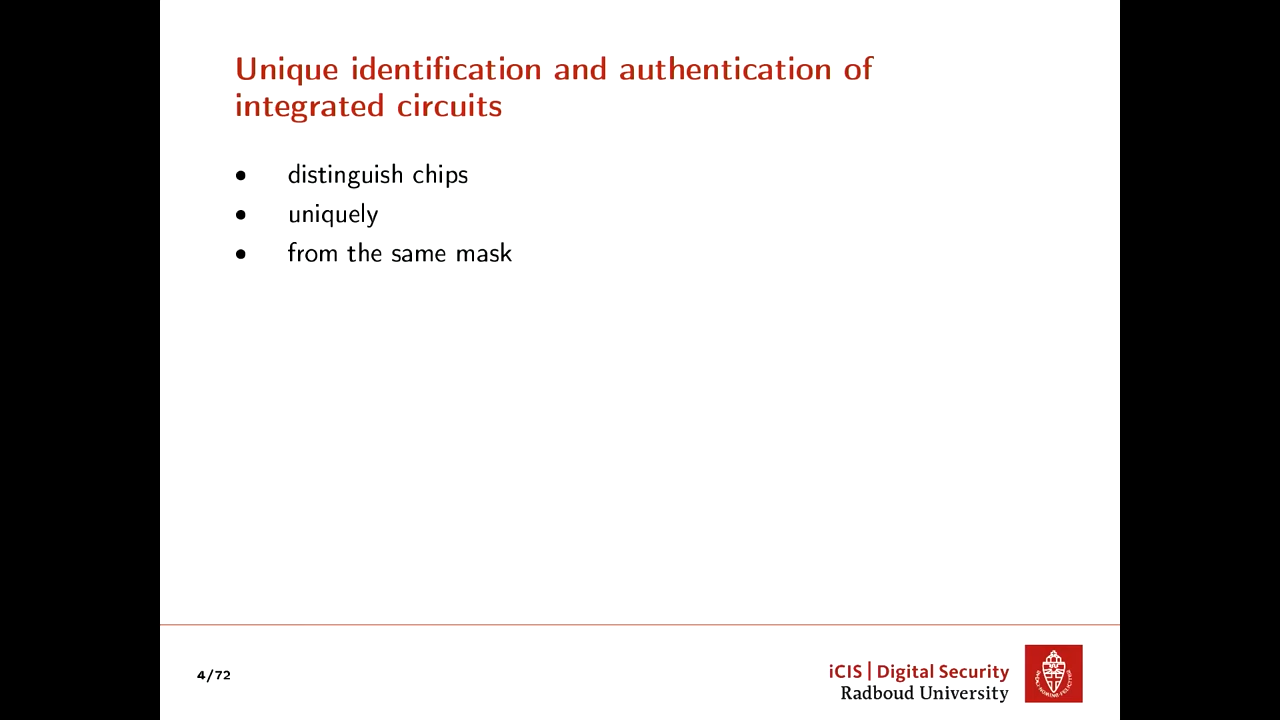 Unique identification and authentication of
integrated circuits
• distinguish chips
• uniquely
• from the same mask
4/72
iCIS | Digital Security
Radboud University